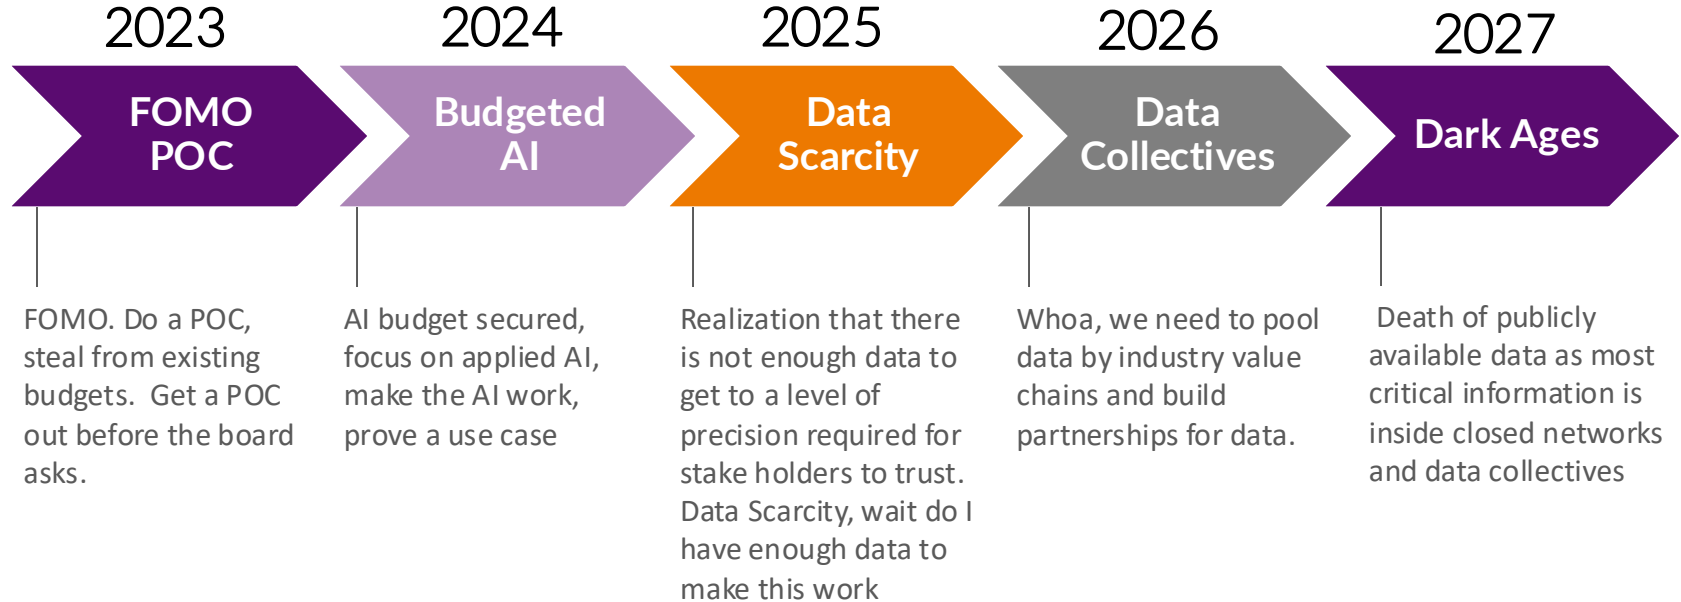 2023
FOMO
POC
FOMO. Do a POC,
steal from existing
budgets.  Get a POC
out before the board
asks.
2024
Budgeted
AI
AI budget secured,
focus on applied AI,
make the AI work,
prove a use case
2025
Data
Scarcity
Realization that there
is not enough data to
get to a level of
precision required for
stake holders to trust.
Data Scarcity, wait do I
have enough data to
make this work
2026
Data
Collectives
Whoa, we need to pool
data by industry value
chains and build
partnerships for data.
2027
Dark Ages
Death of publicly
available data as most
critical information is
inside closed networks
and data collectives